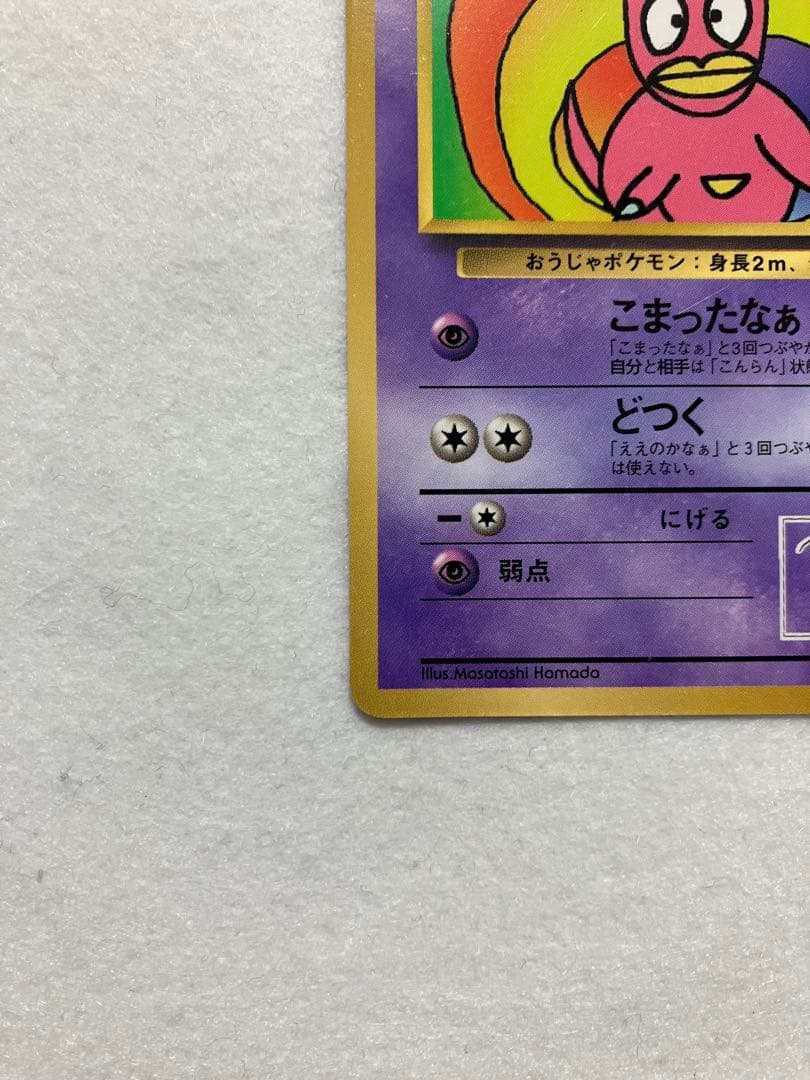 おうじゃポケモン：身長2m、
こまったなぁ
「こまったなぁ」と3回つぶやか
自分と相手は「こんらん」状態
どつく
「ええのかなぁ」と3回つぶや
は使えない。
にげる
弱点
Illus.Masatoshi Hamada